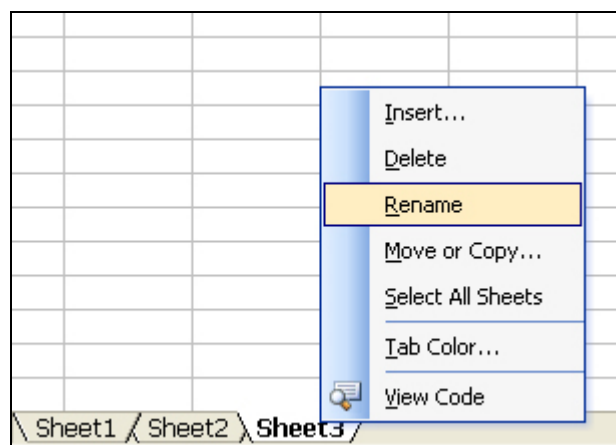 Insert...
Delete
Rename
Move or Copy...
Select All Sheets
Tab Color...
View Code
Sheet1 Sheet2 Sheet3